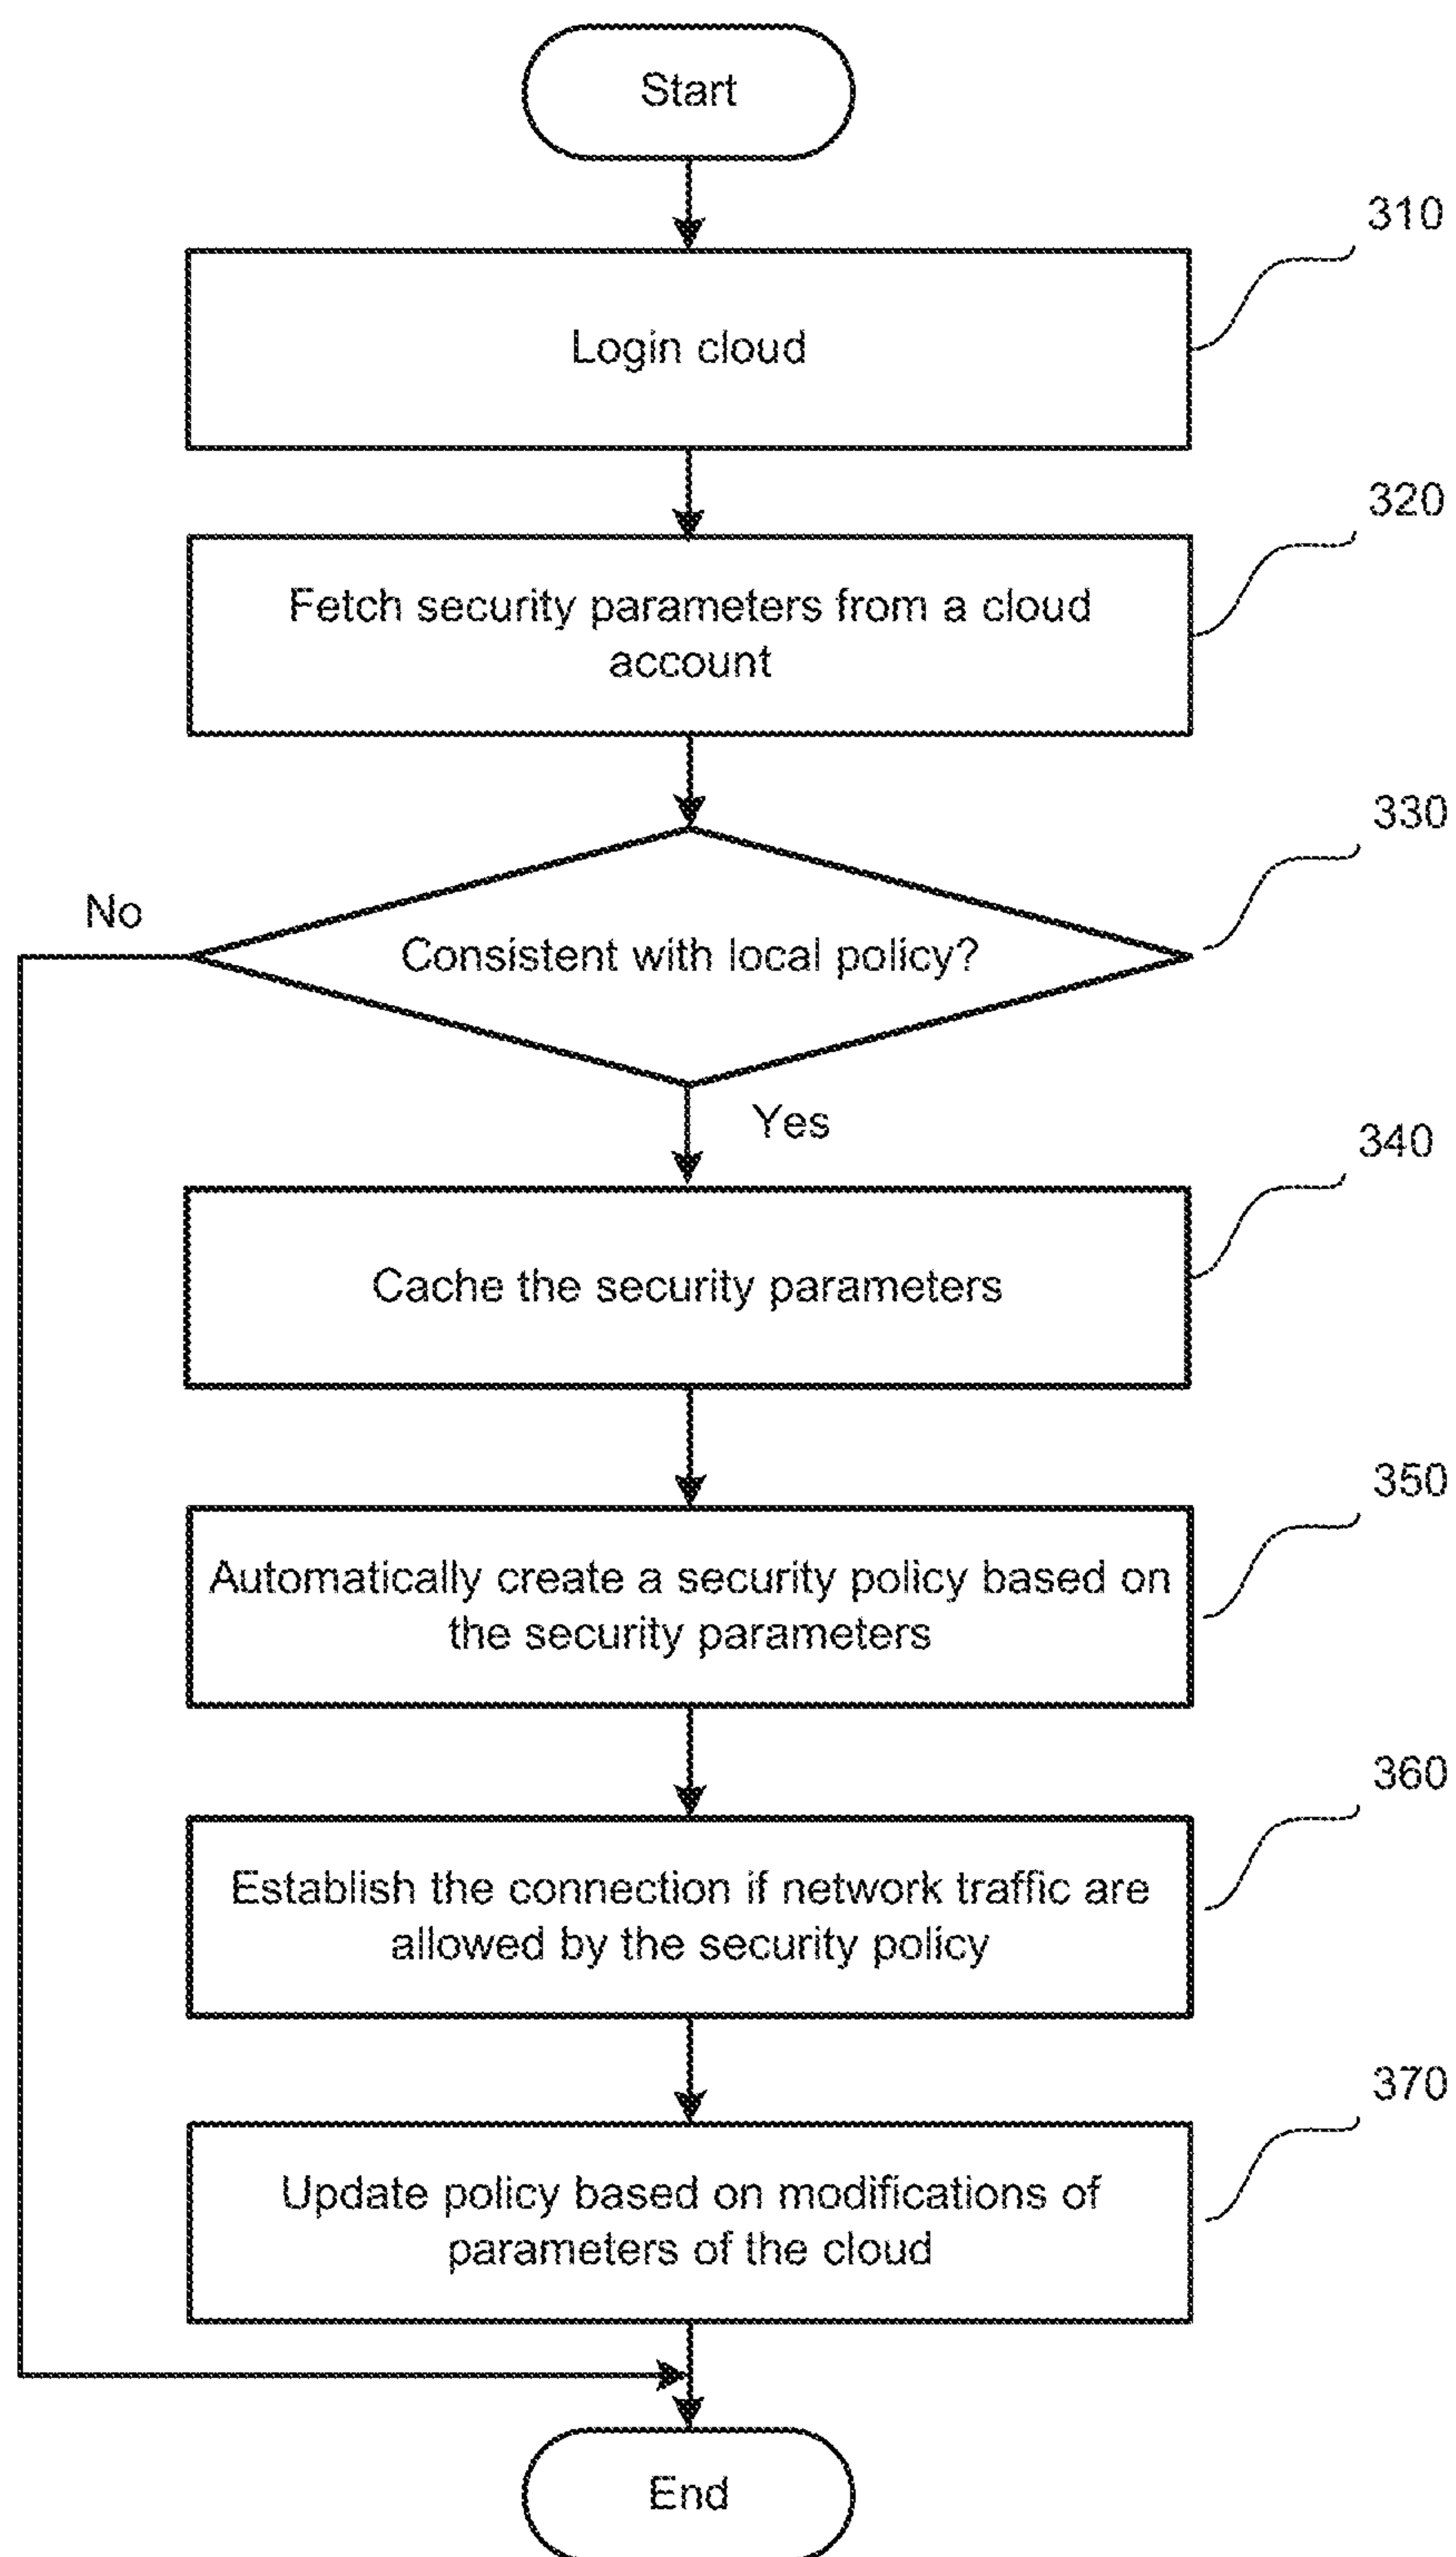 Start
310
Login cloud
320
Fetch security parameters from a cloud
account
330
No
Consistent with local policy?
Yes
340
Cache the security parameters
350
Automatically create a security policy based on
the security parameters
360
Establish the connection if network traffic are
allowed by the security policy
370
Update policy based on modifications of
parameters of the cloud
End